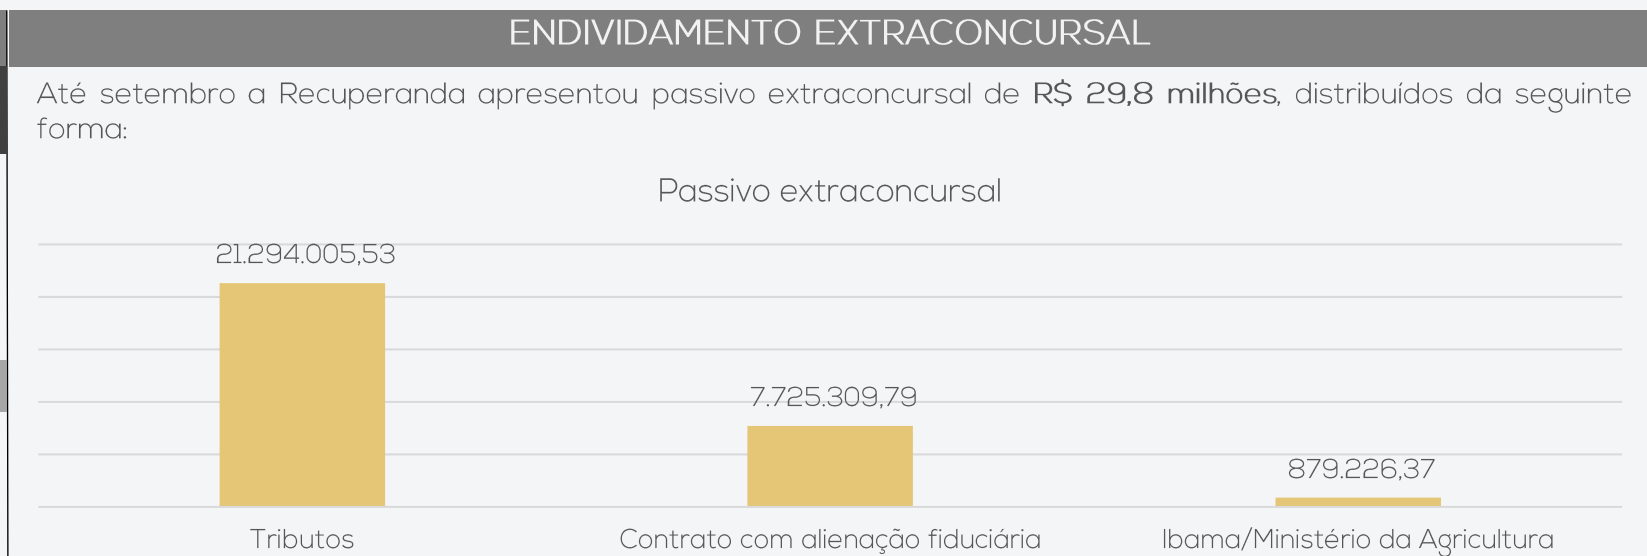 ENDIVIDAMENTO EXTRACONCURSAL
Até setembro a Recuperanda apresentou passivo extraconcursal de R$ 29,8 milhões, distribuídos da seguinte
forma:
Passivo extraconcursal
21.294.005,53
7.725.309,79
879.226,37
Tributos
Contrato com alienação fiduciária
Ibama/Ministério da Agricultura